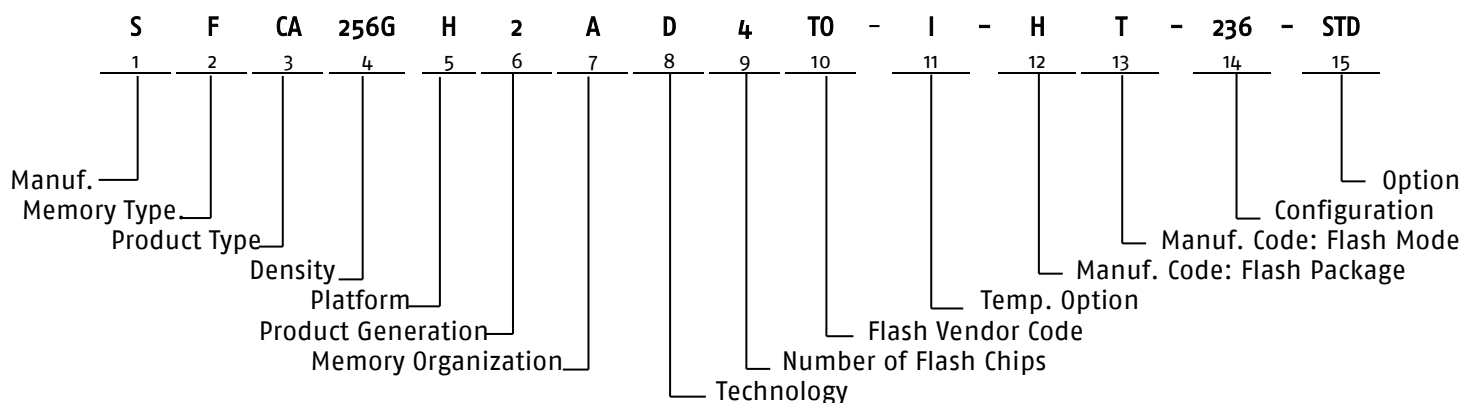 S F CA 256G H 2 A D 4 TO - I - H T - 236 - STD
1 2 3 4 5 6 7 8 9 10 11 12 13 14 15
Manuf. Option
Memory Type. Configuration
Product Type Manuf. Code: Flash Mode
Density Manuf. Code: Flash Package
Platform Temp. Option
Product Generation Flash Vendor Code
Memory Organization Number of Flash Chips
Technology